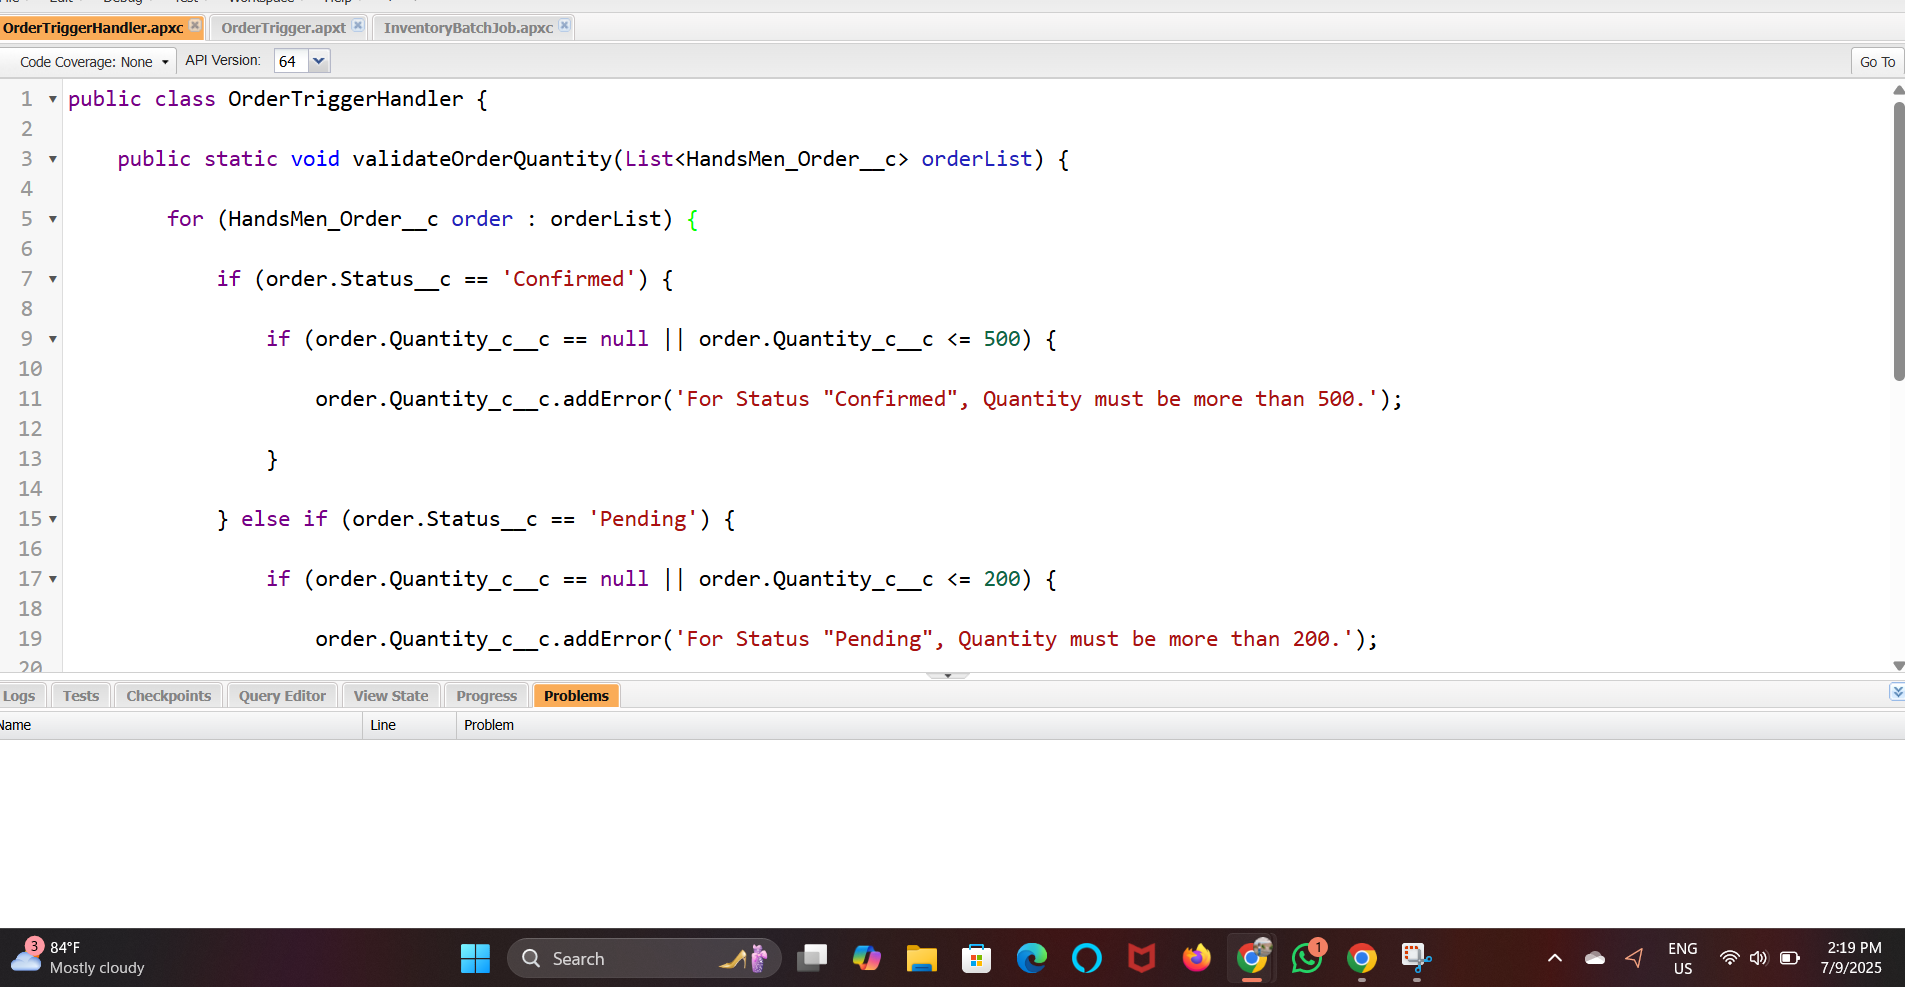 OrderTriggerHandler.apxc OrderTrigger.apxt InventoryBatchJob.apxc
Code Coverage: None API Version: 64 Go To
1 public class OrderTriggerHandler {
2
3 public static void validateOrderQuantity(List<HandsMen_Order__c> orderList) {
4
5 for (HandsMen_Order__c order : orderList) {
6
7 if (order.Status__c == 'Confirmed') {
8
9 if (order.Quantity_c__c == null || order.Quantity_c__c <= 500) {
10
11 order.Quantity_c__c.addError('For Status "Confirmed", Quantity must be more than 500.');
12
13 }
14
15 } else if (order.Status__c == 'Pending') {
16
17 if (order.Quantity_c__c == null || order.Quantity_c__c <= 200) {
18
19 order.Quantity_c__c.addError('For Status "Pending", Quantity must be more than 200.');
20
Logs Tests Checkpoints Query Editor View State Progress Problems
Name Line Problem
3 84°F
Mostly cloudy
Search
1
ENG
US
2:19 PM
7/9/2025